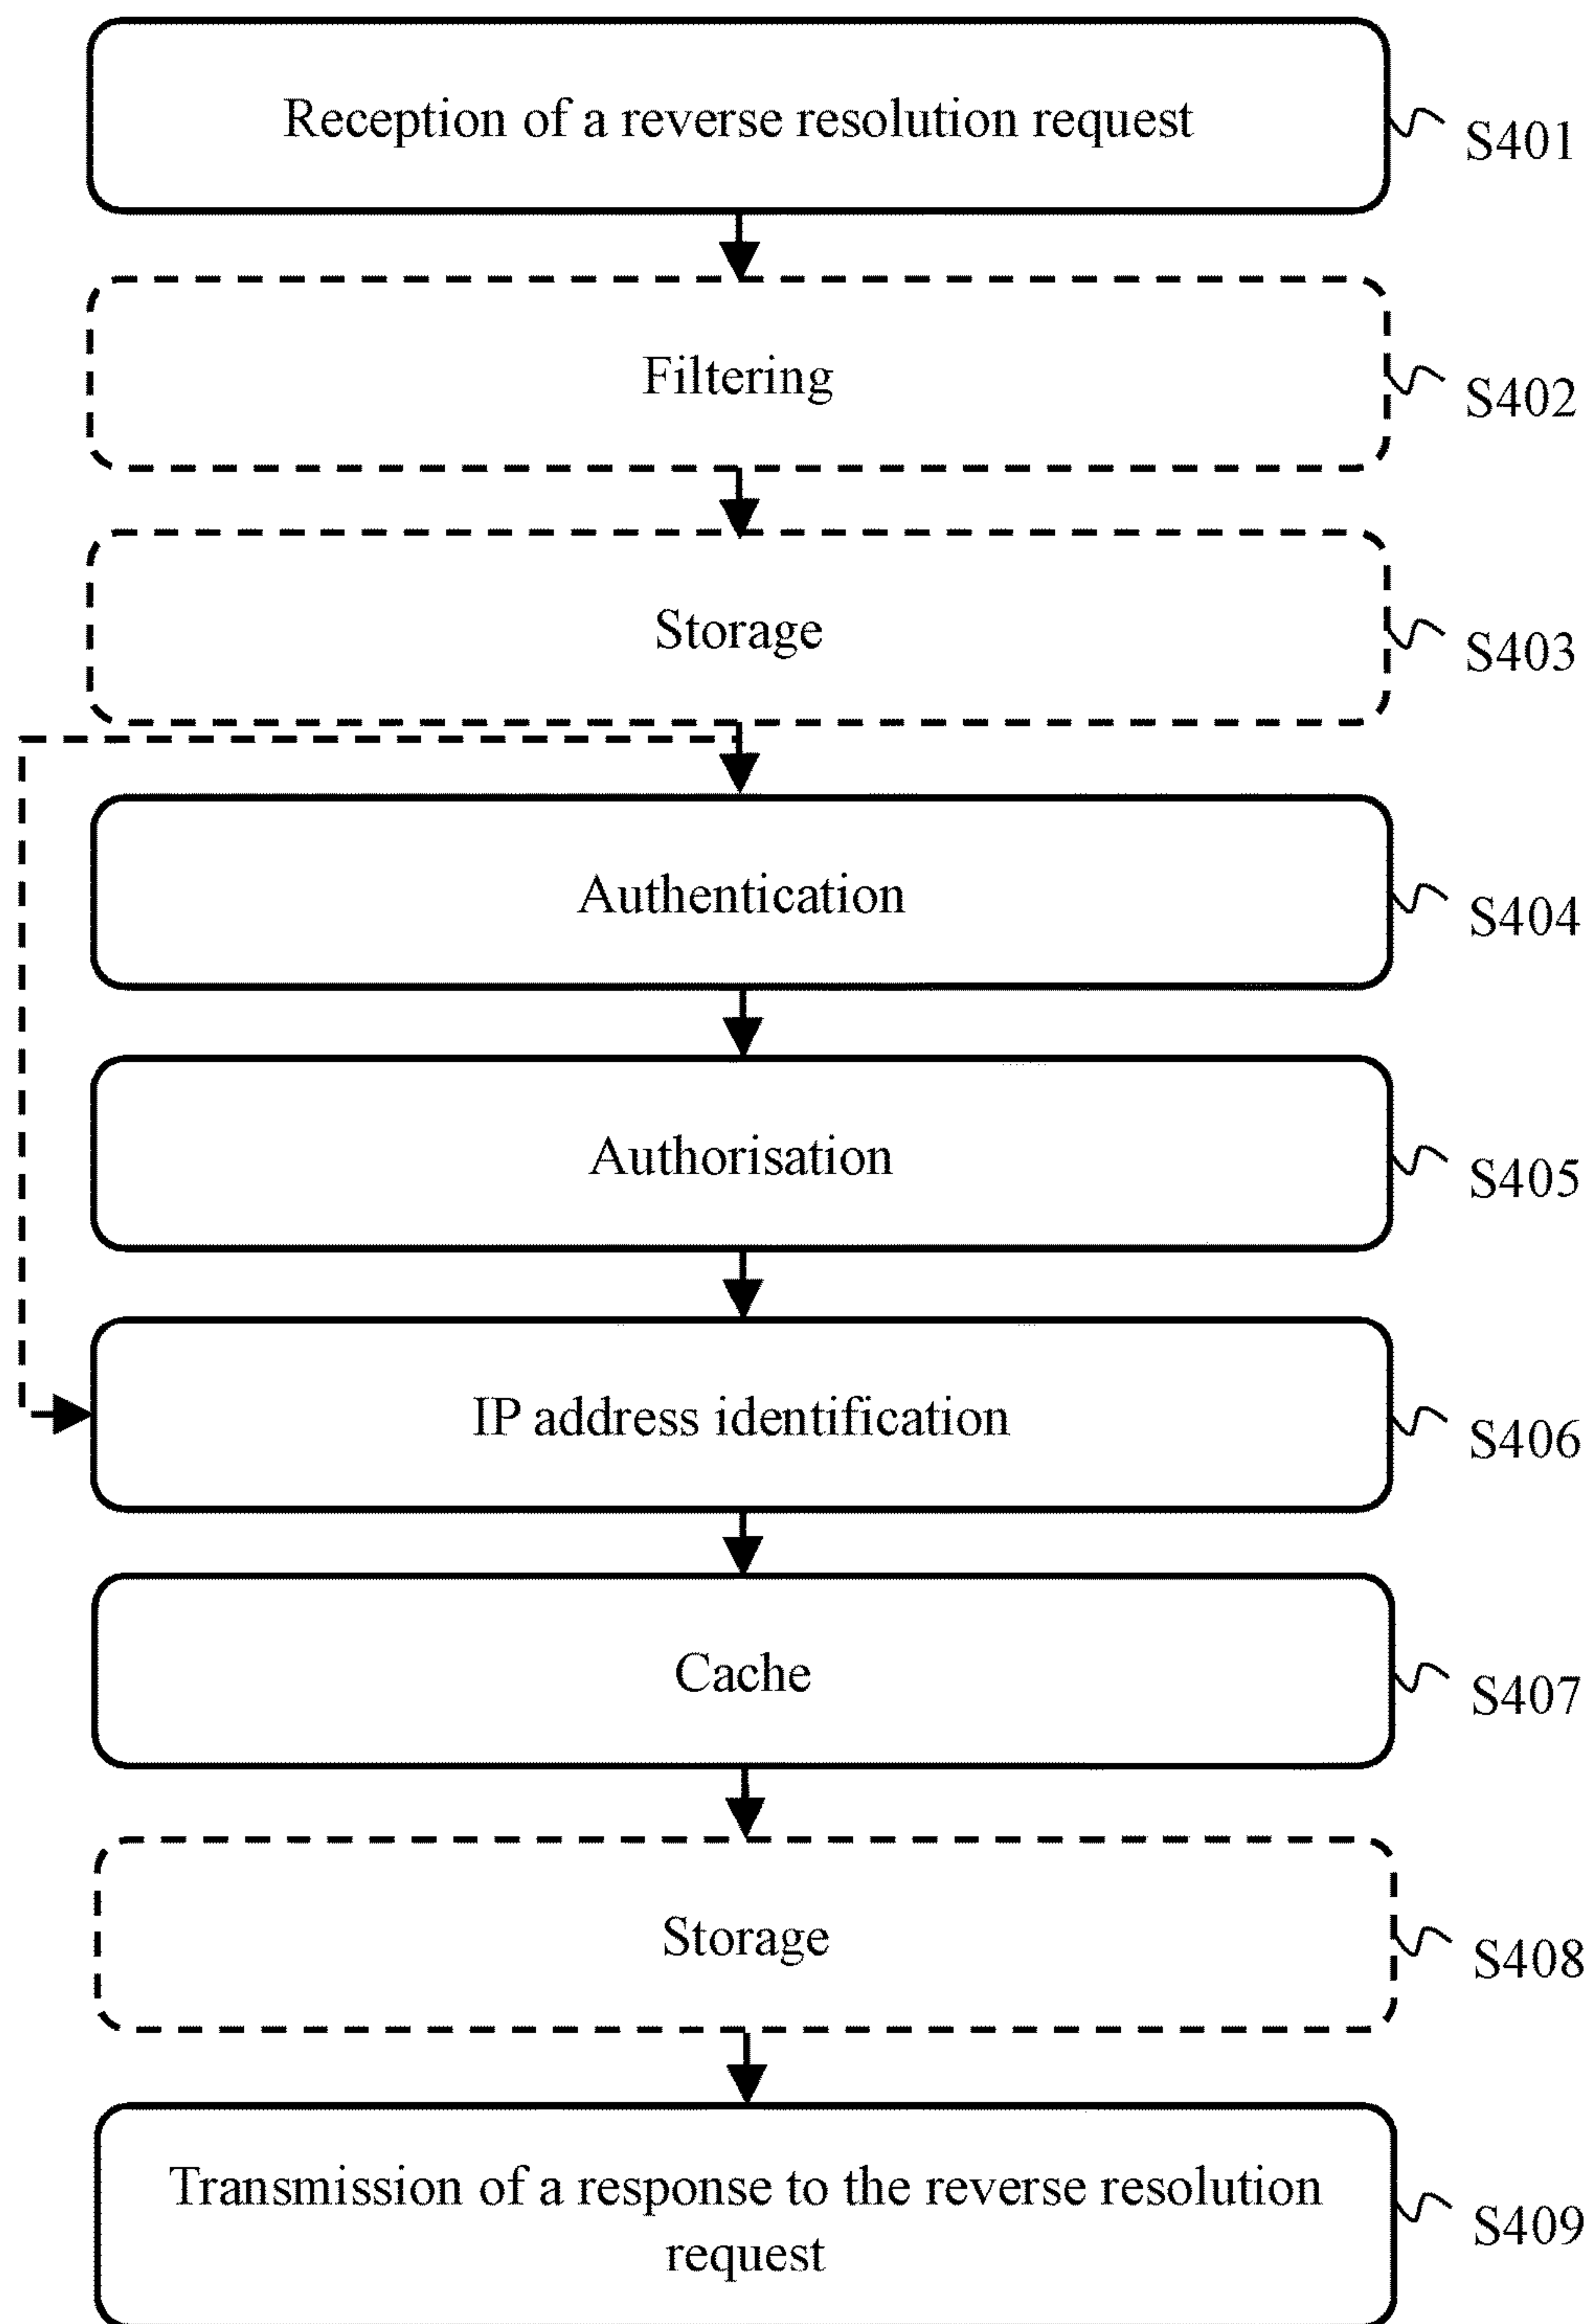 Reception of a reverse resolution request
S401
Filtering
S402
Storage
S403
Authentication
S404
Authorisation
S405
IP address identification
S406
Cache
S407
Storage
S408
Transmission of a response to the reverse resolution
request
S409